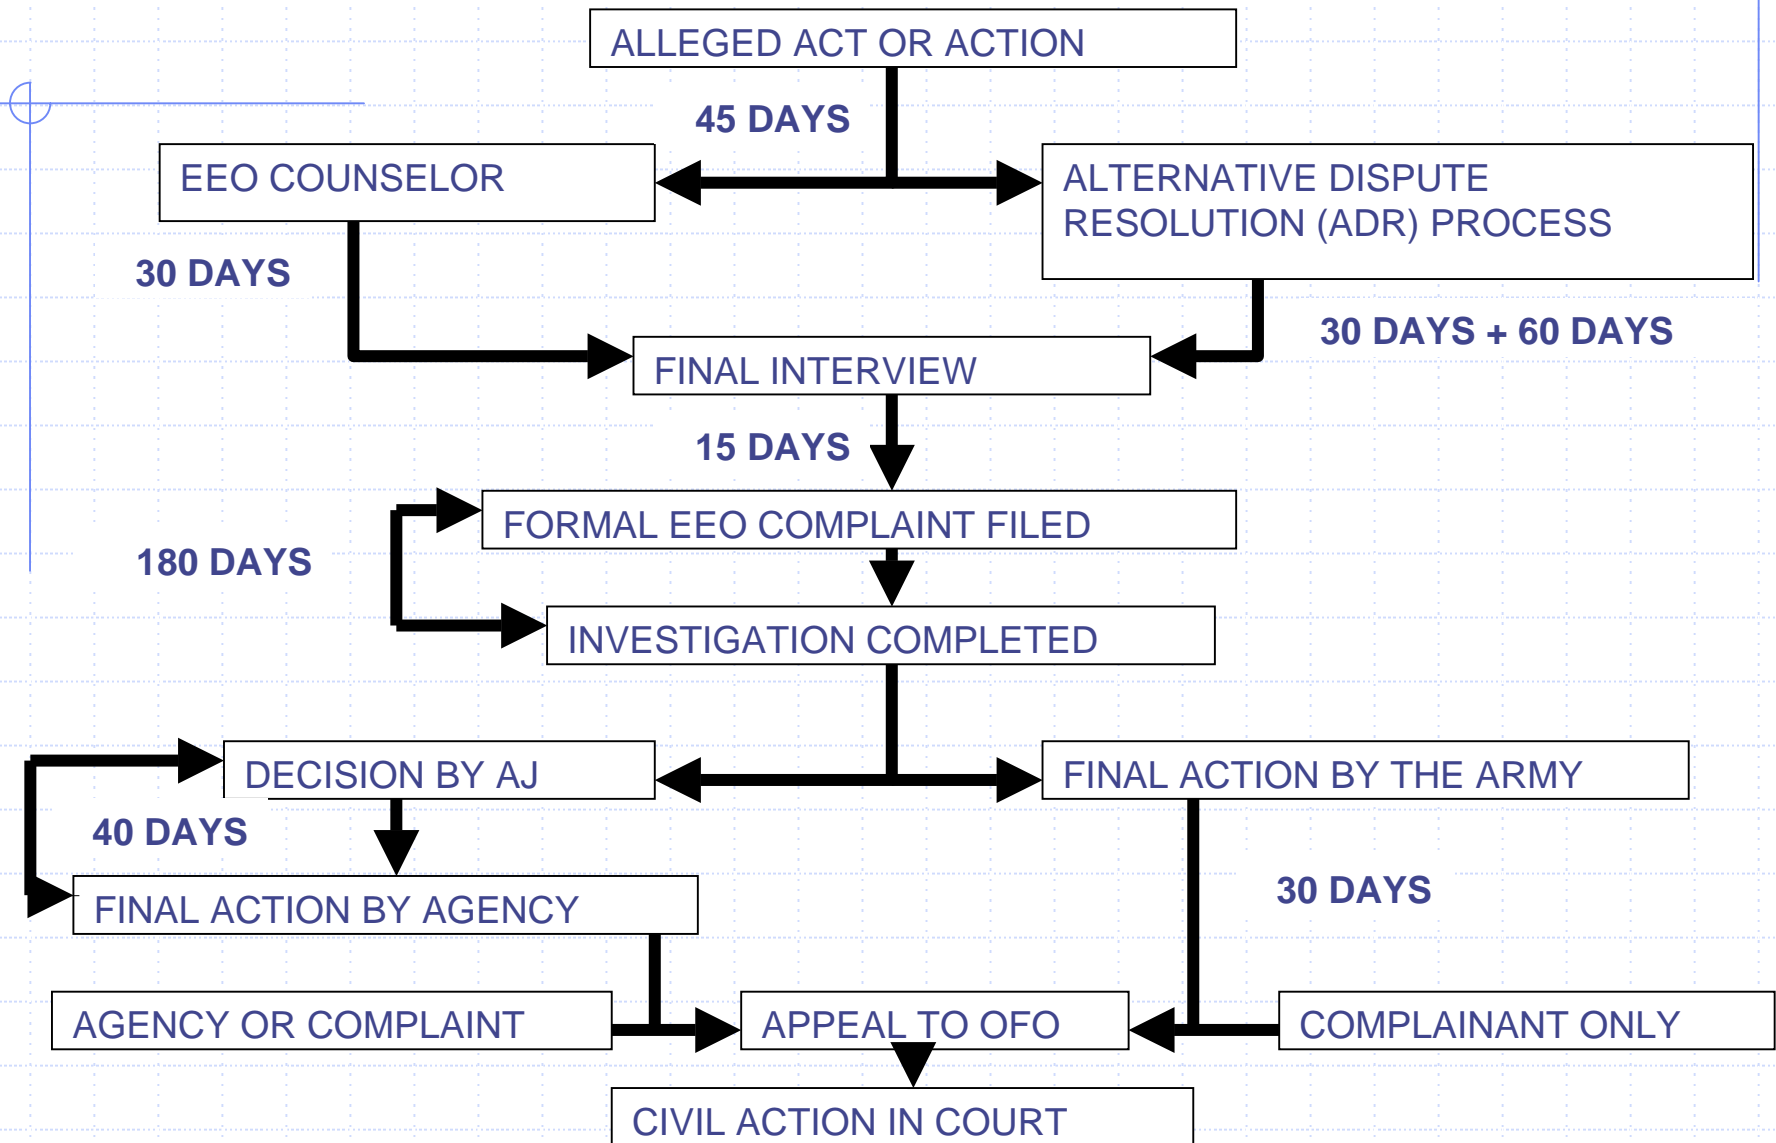 ALLEGED ACT OR ACTION
45 DAYS
EEO COUNSELOR
ALTERNATIVE DISPUTE
RESOLUTION (ADR) PROCESS
30 DAYS
30 DAYS + 60 DAYS
FINAL INTERVIEW
15 DAYS
FORMAL EEO COMPLAINT FILED
180 DAYS
INVESTIGATION COMPLETED
DECISION BY AJ
FINAL ACTION BY THE ARMY
40 DAYS
FINAL ACTION BY AGENCY
30 DAYS
AGENCY OR COMPLAINT
APPEAL TO OFO
COMPLAINANT ONLY
CIVIL ACTION IN COURT